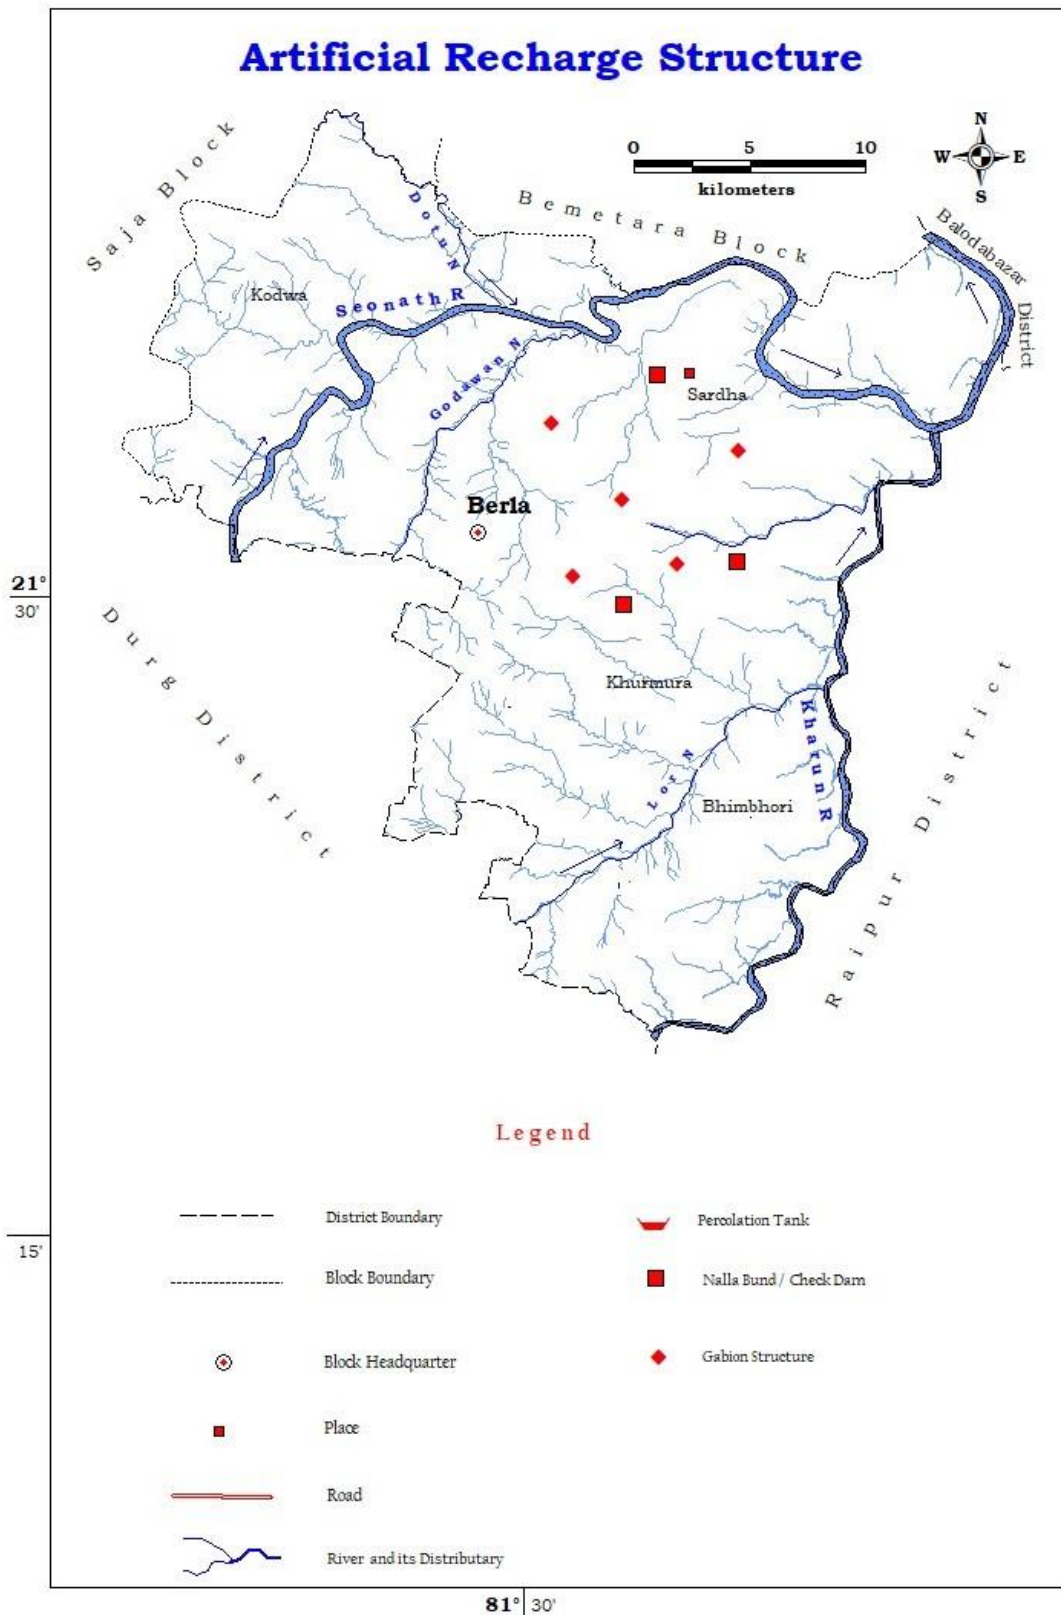 Artificial Recharge Structure
0 5 10
kilometers
N
W E
S
Saja Block
Bemetara Block
Balodabazar District
Dotu N
Kodwa
Seonath R
Godawan N
Sardha
Berla
21°
30'
Durg District
Khurmura
Kharun R
Lor N
Bhimbhori
Raipur District
Legend
District Boundary
Percolation Tank
15'
Block Boundary
Nalla Bund / Check Dam
Block Headquarter
Gabion Structure
Place
Road
River and its Distributary
81° 30'